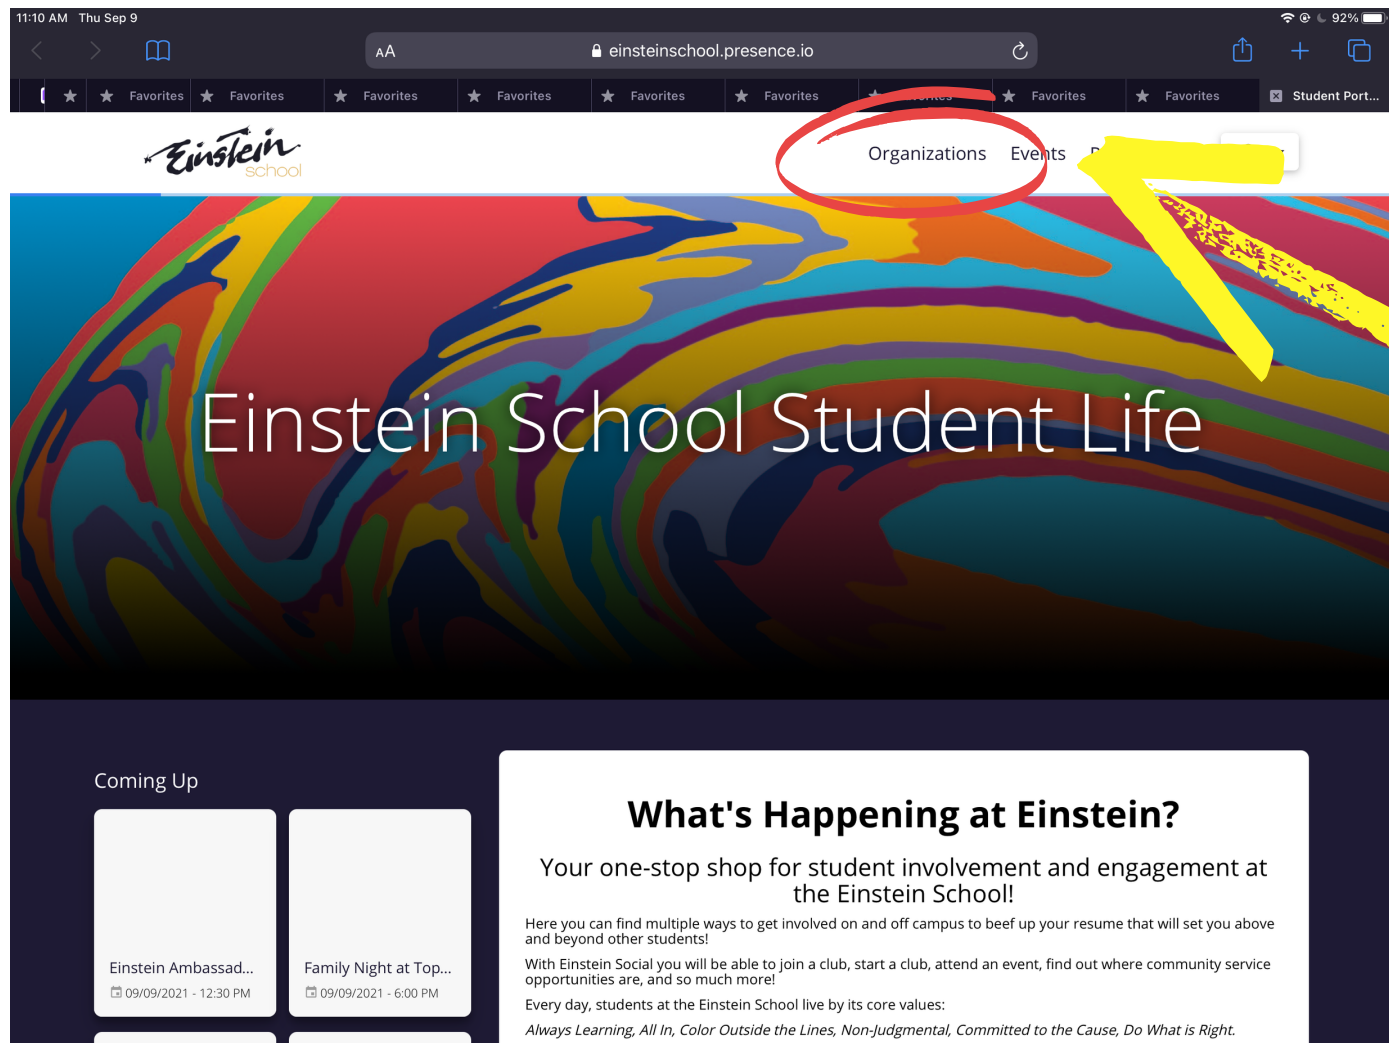 11:10 AM Thu Sep 9
92%
AA
einsteinschool.presence.io
Favorites Favorites Favorites Favorites Favorites Favorites Favorites Favorites Student Port...
Einstein
school
Organizations Events
Einstein School Student Life
Coming Up
Einstein Ambassad...
09/09/2021 - 12:30 PM
Family Night at Top...
09/09/2021 - 6:00 PM
What's Happening at Einstein?
Your one-stop shop for student involvement and engagement at
the Einstein School!
Here you can find multiple ways to get involved on and off campus to beef up your resume that will set you above
and beyond other students!
With Einstein Social you will be able to join a club, start a club, attend an event, find out where community service
opportunities are, and so much more!
Every day, students at the Einstein School live by its core values:
Always Learning, All In, Color Outside the Lines, Non-Judgmental, Committed to the Cause, Do What is Right.